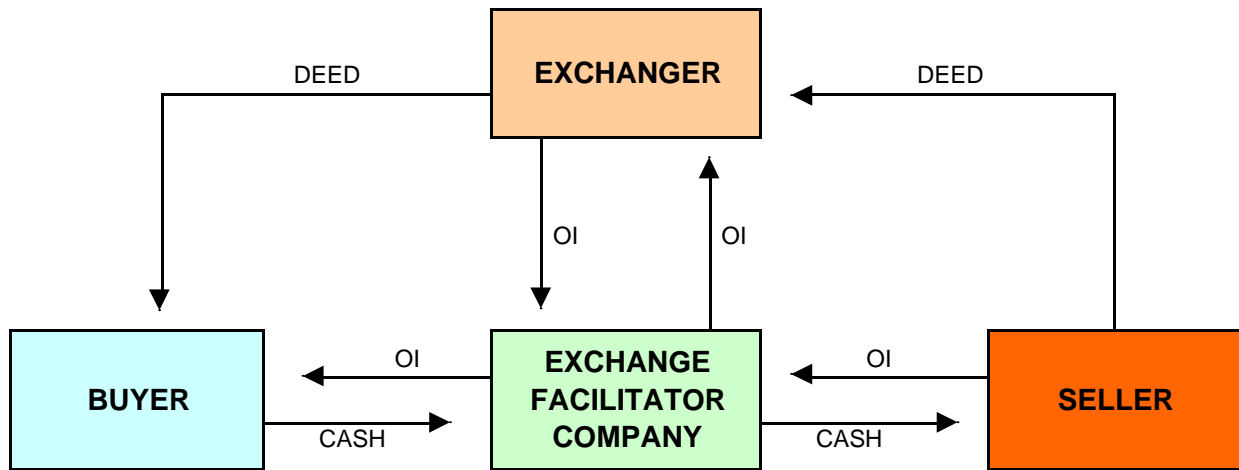 EXCHANGER
DEED
DEED
OI
OI
BUYER
OI
CASH
EXCHANGE
FACILITATOR
COMPANY
OI
CASH
SELLER